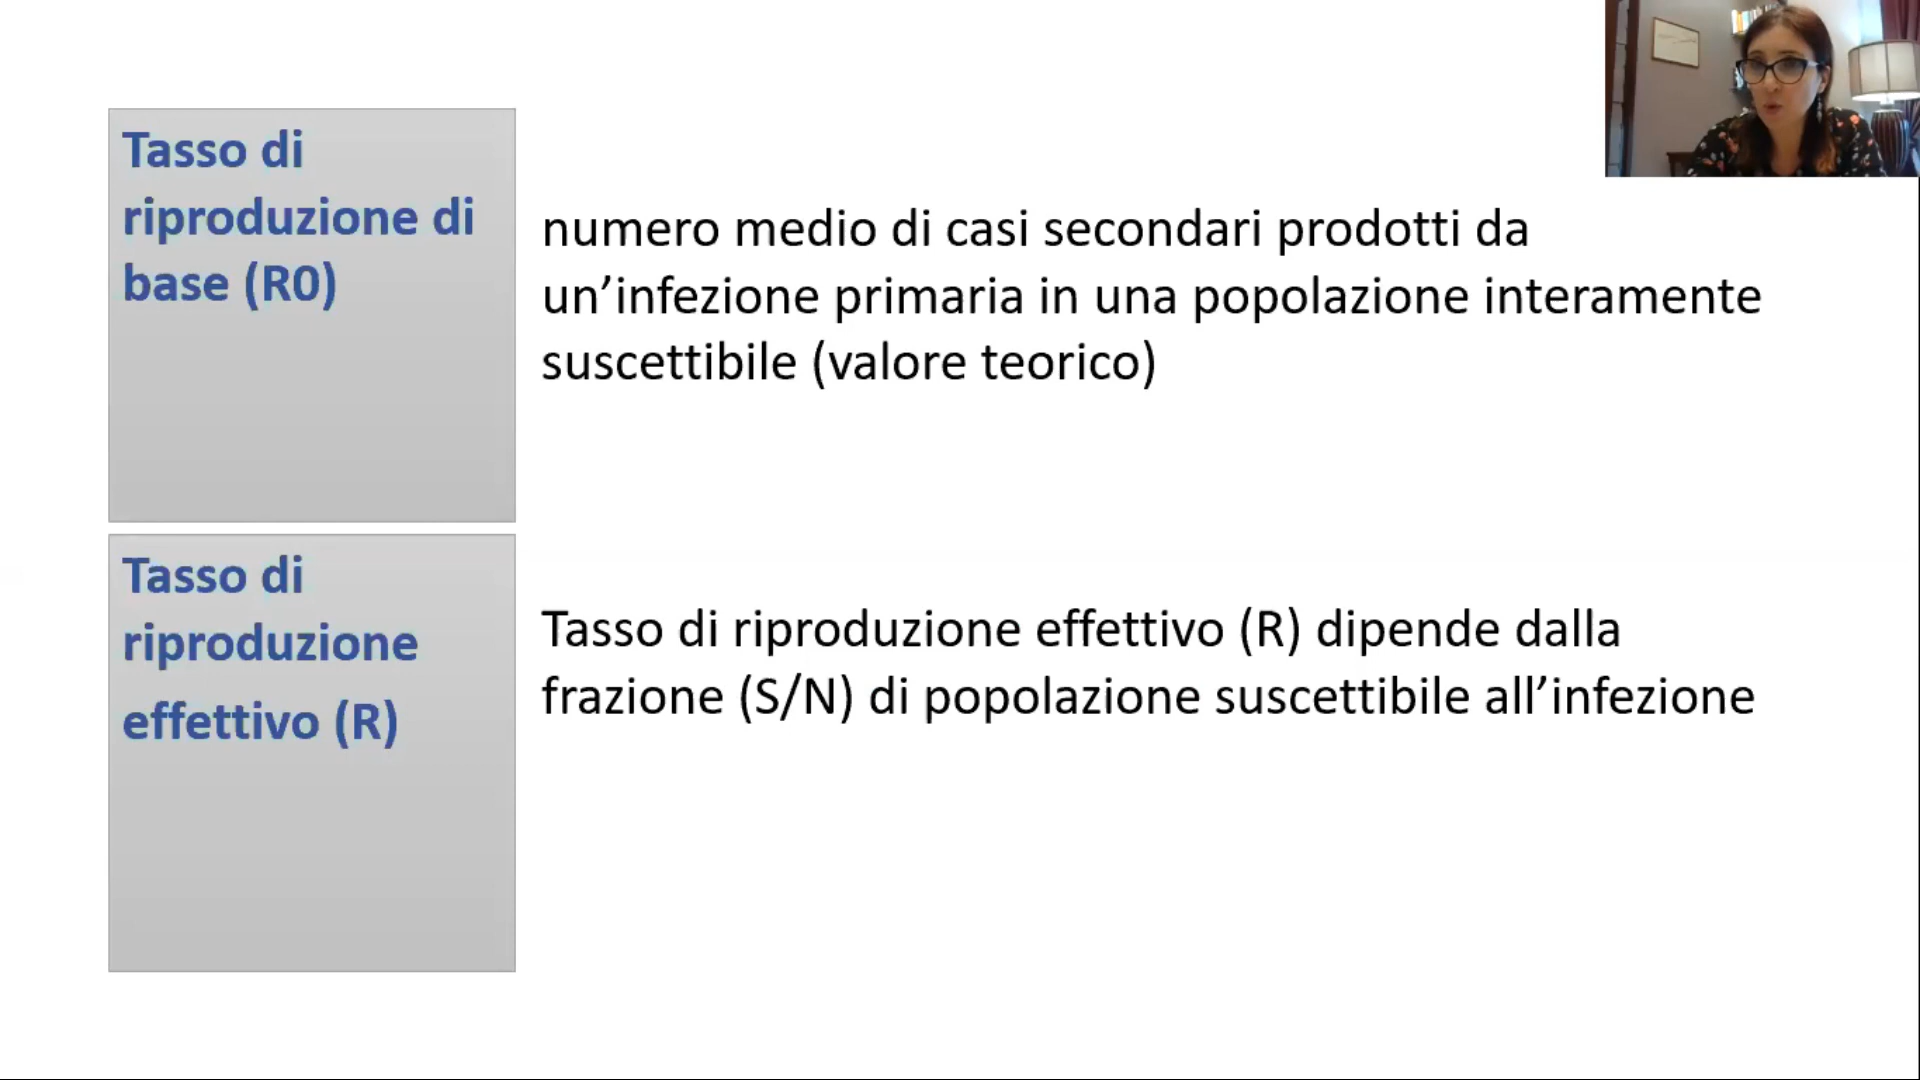 Tasso di
riproduzione di
base (R0)
numero medio di casi secondari prodotti da
un’infezione primaria in una popolazione interamente
suscettibile (valore teorico)
Tasso di
riproduzione
effettivo (R)
Tasso di riproduzione effettivo (R) dipende dalla
frazione (S/N) di popolazione suscettibile all’infezione